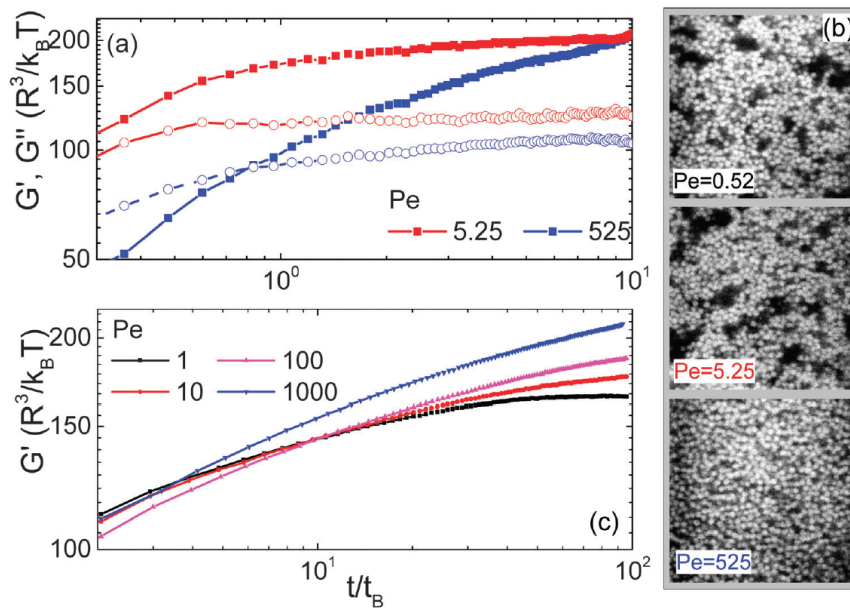 (a)
200
150
100
50
G', G'' (R³/k_BT)
Pe
5.25 525
10⁰ 10¹
(b)
Pe=0.52
Pe=5.25
Pe=525
Pe
1 100
10 1000
200
150
100
G' (R³/k_BT)
(c)
10¹ 10²
t/t_B